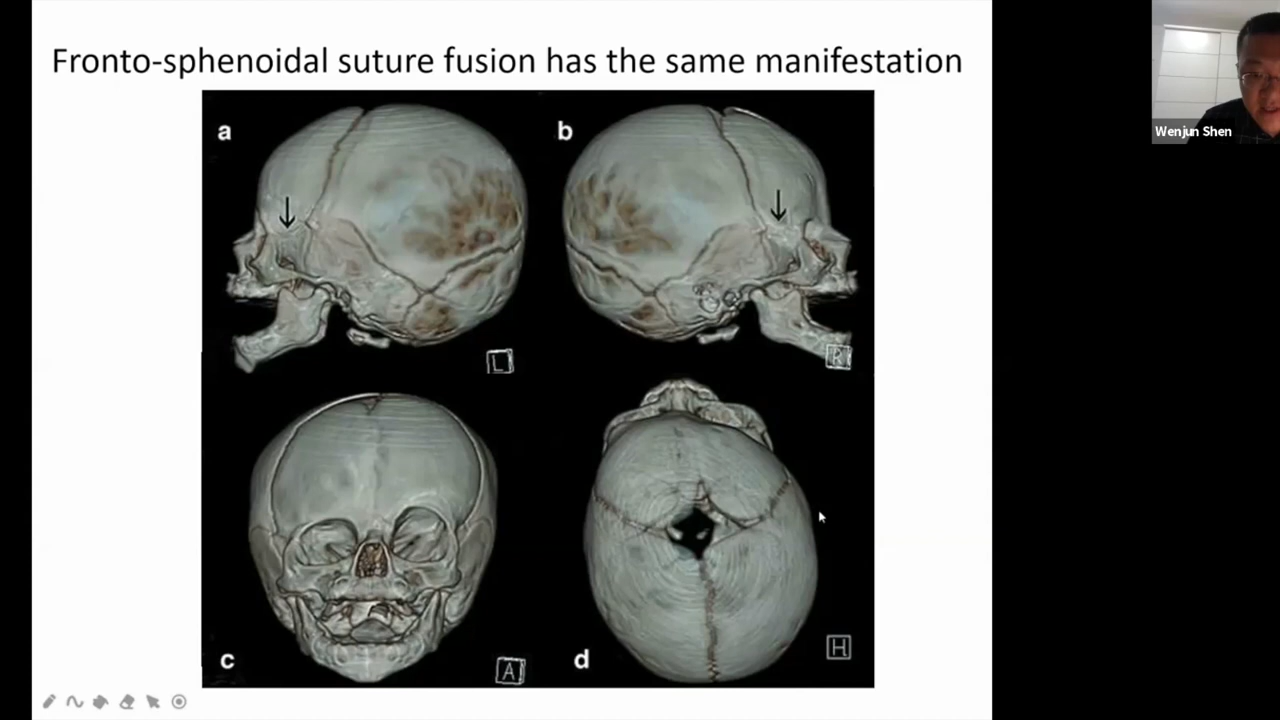 Fronto-sphenoidal suture fusion has the same manifestation
a
b
Wenjun Shen
L
R
c
A
d
H